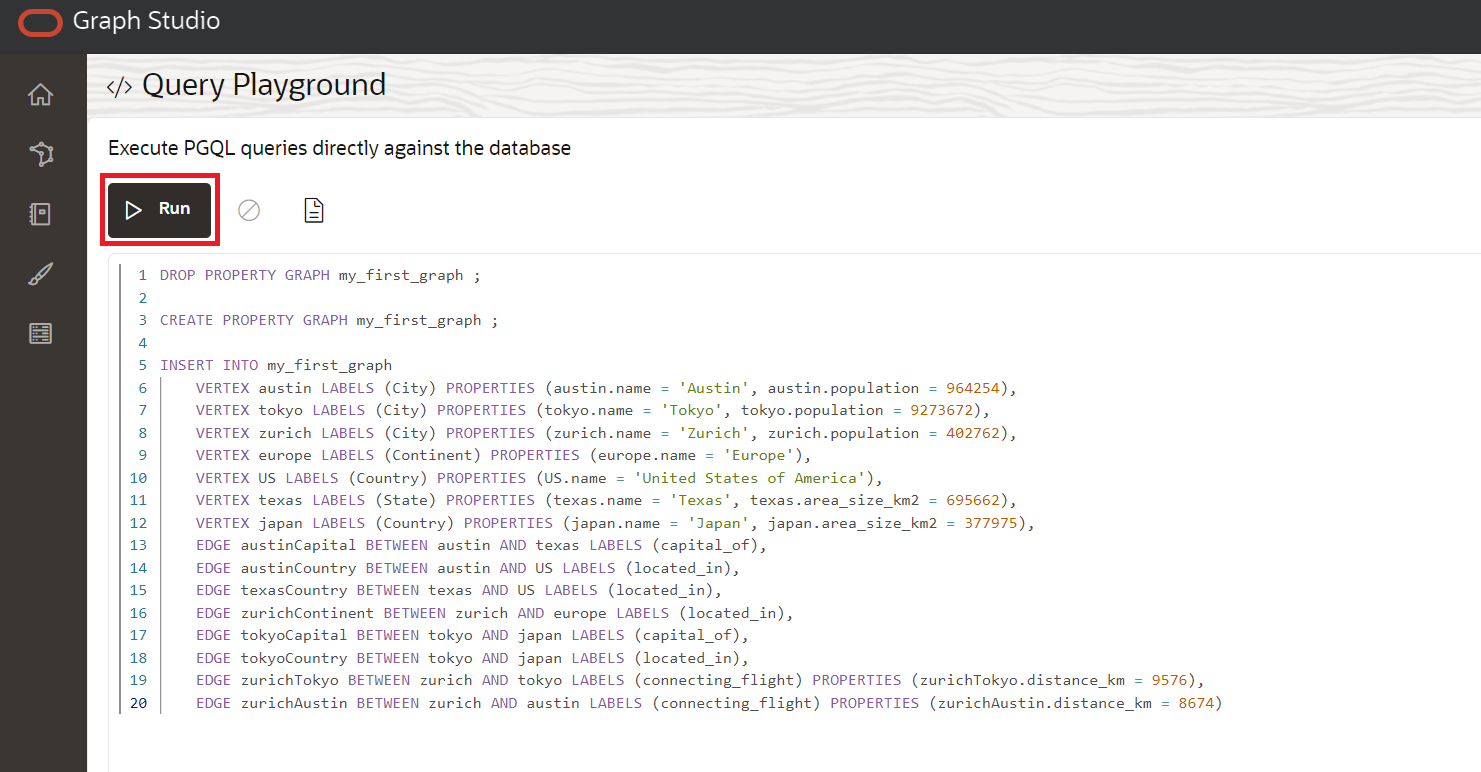 Graph Studio
</> Query Playground
Execute PGQL queries directly against the database
Run
1 DROP PROPERTY GRAPH my_first_graph ;
2
3 CREATE PROPERTY GRAPH my_first_graph ;
4
5 INSERT INTO my_first_graph
6 VERTEX austin LABELS (City) PROPERTIES (austin.name = 'Austin', austin.population = 964254),
7 VERTEX tokyo LABELS (City) PROPERTIES (tokyo.name = 'Tokyo', tokyo.population = 9273672),
8 VERTEX zurich LABELS (City) PROPERTIES (zurich.name = 'Zurich', zurich.population = 402762),
9 VERTEX europe LABELS (Continent) PROPERTIES (europe.name = 'Europe'),
10 VERTEX US LABELS (Country) PROPERTIES (US.name = 'United States of America'),
11 VERTEX texas LABELS (State) PROPERTIES (texas.name = 'Texas', texas.area_size_km2 = 695662),
12 VERTEX japan LABELS (Country) PROPERTIES (japan.name = 'Japan', japan.area_size_km2 = 377975),
13 EDGE austinCapital BETWEEN austin AND texas LABELS (capital_of),
14 EDGE austinCountry BETWEEN austin AND US LABELS (located_in),
15 EDGE texasCountry BETWEEN texas AND US LABELS (located_in),
16 EDGE zurichContinent BETWEEN zurich AND europe LABELS (located_in),
17 EDGE tokyoCapital BETWEEN tokyo AND japan LABELS (capital_of),
18 EDGE tokyoCountry BETWEEN tokyo AND japan LABELS (located_in),
19 EDGE zurichTokyo BETWEEN zurich AND tokyo LABELS (connecting_flight) PROPERTIES (zurichTokyo.distance_km = 9576),
20 EDGE zurichAustin BETWEEN zurich AND austin LABELS (connecting_flight) PROPERTIES (zurichAustin.distance_km = 8674)